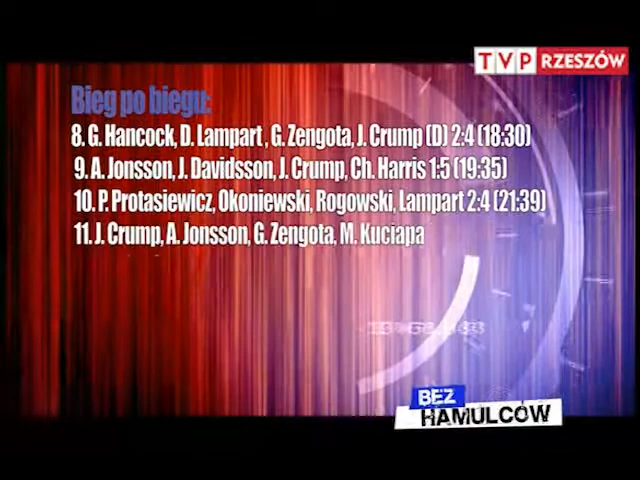 TVP RZESZÓW
Bieg po biegu:
8. G. Hancock, D. Lampart , G. Zengota, J. Crump (D) 2:4 (18:30)
9. A. Jonsson, J. Davidsson, J. Crump, Ch. Harris 1:5 (19:35)
10. P. Protasiewicz, Okoniewski, Rogowski, Lampart 2:4 (21:39)
11. J. Crump, A. Jonsson, G. Zengota, M. Kuciapa
BEZ
HAMULCÓW